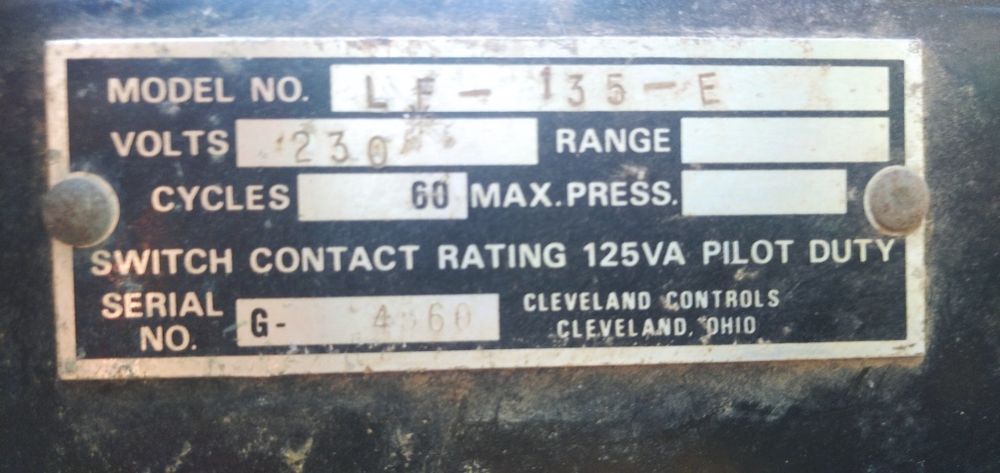 MODEL NO. LF-135-E
VOLTS 230 RANGE
CYCLES 60 MAX. PRESS.
SWITCH CONTACT RATING 125VA PILOT DUTY
SERIAL NO. G-
CLEVELAND CONTROLS
CLEVELAND, OHIO